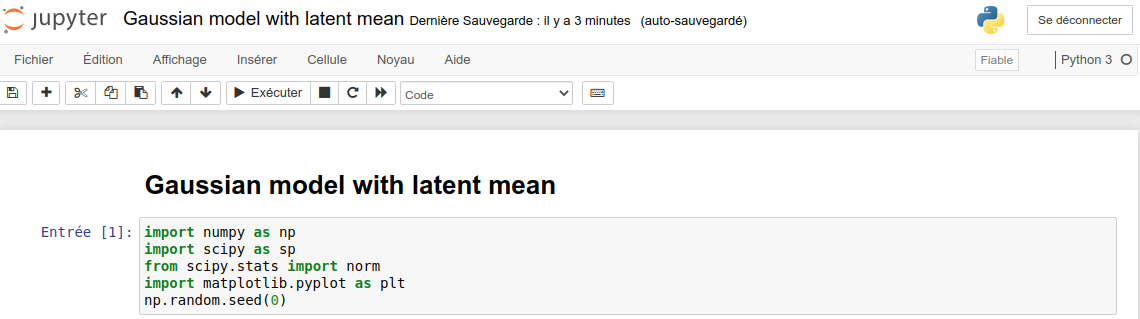 jupyter Gaussian model with latent mean Dernière Sauvegarde : il y a 3 minutes (auto-sauvegardé) Se déconnecter
Fichier Édition Affichage Insérer Cellule Noyau Aide Fiable Python 3
Exécuter Code
Gaussian model with latent mean
Entrée [1]: import numpy as np
import scipy as sp
from scipy.stats import norm
import matplotlib.pyplot as plt
np.random.seed(0)